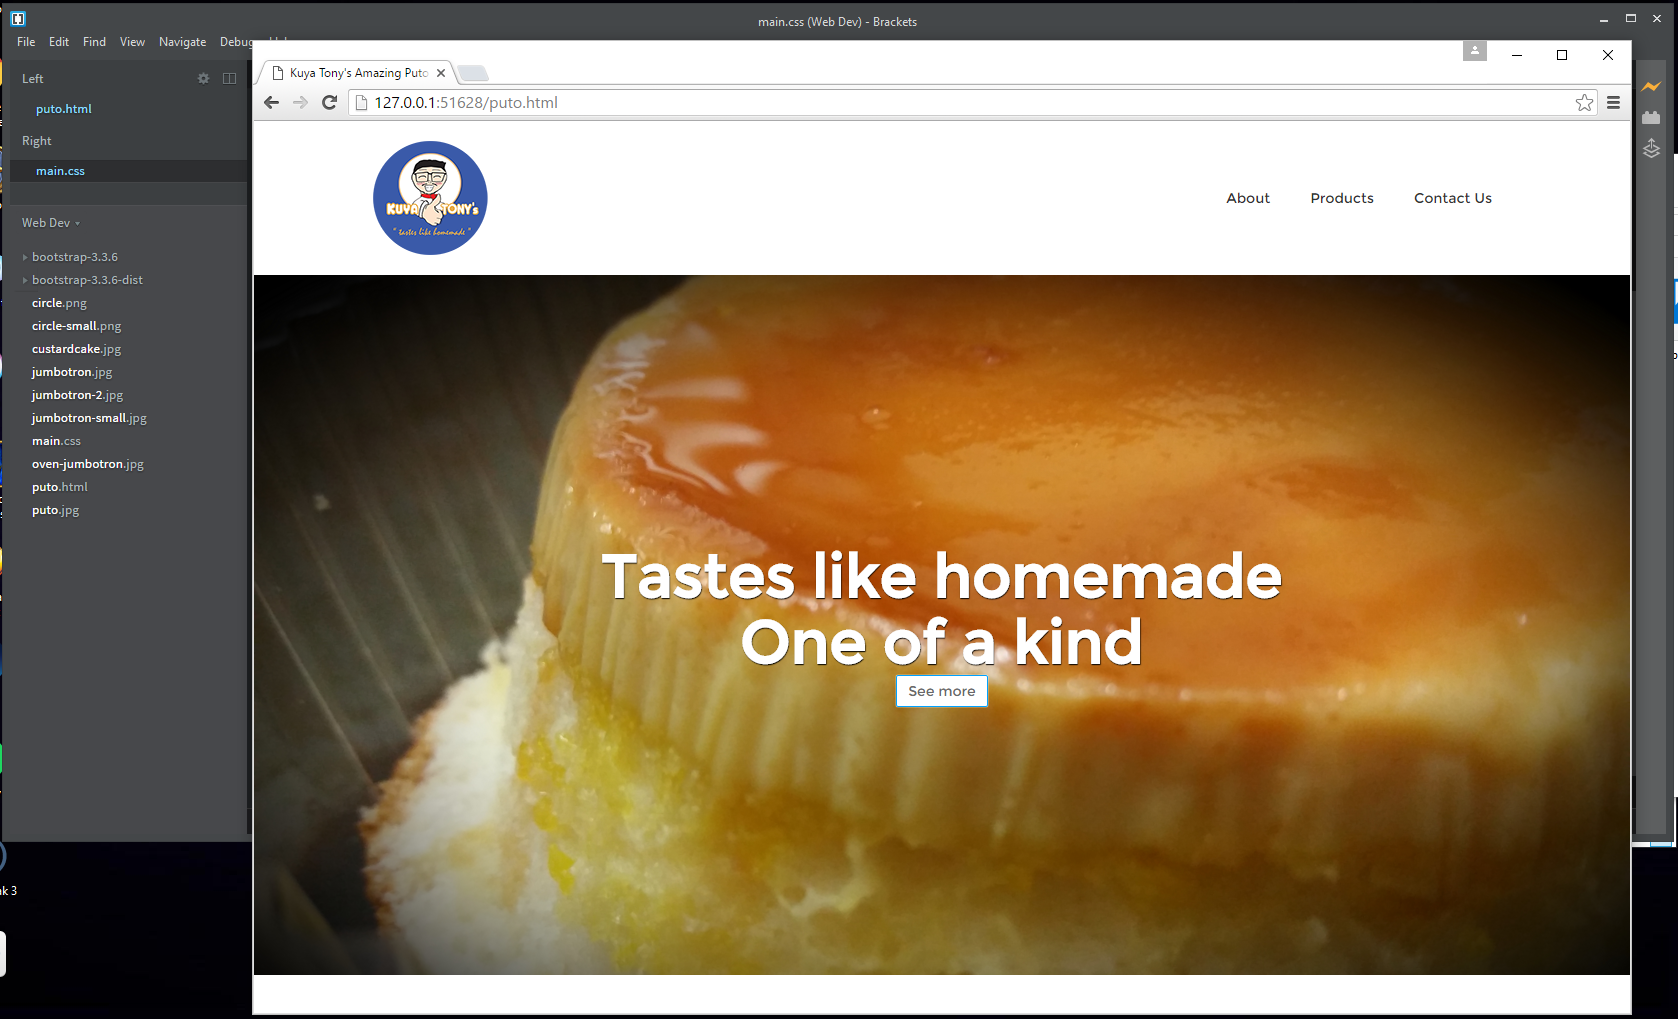 main.css (Web Dev) - Brackets
File Edit Find View Navigate Debug
Left
puto.html
Right
main.css
Web Dev
bootstrap-3.3.6
bootstrap-3.3.6-dist
circle.png
circle-small.png
custardcake.jpg
jumbotron.jpg
jumbotron-2.jpg
jumbotron-small.jpg
main.css
oven-jumbotron.jpg
puto.html
puto.jpg
Kuya Tony's Amazing Puto
127.0.0.1:51628/puto.html
KUYA TONY'S
"tastes like homemade"
About Products Contact Us
Tastes like homemade
One of a kind
See more